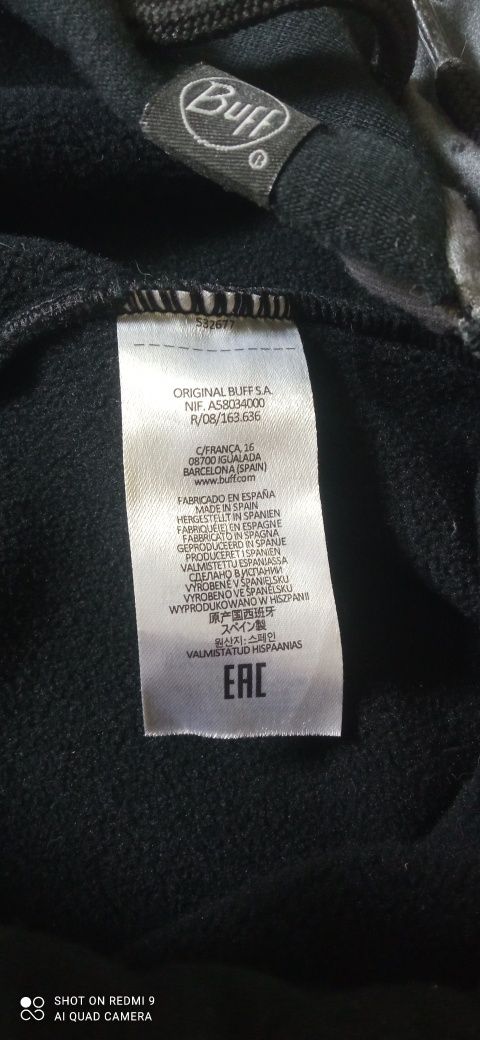 Buff
®
532677
ORIGINAL BUFF S.A.
NIF. A58034000
R/08/163.636
C/FRANÇA, 16
08700 IGUALADA
BARCELONA (SPAIN)
www.buff.com
FABRICADO EN ESPAÑA
MADE IN SPAIN
HERGESTELLT IN SPANIEN
FABRIQUÉ(E) EN ESPAGNE
FABBRICATO IN SPAGNA
GEPRODUCEERD IN SPANJE
PRODUCERET I SPANIEN
VALMISTETTU ESPANJASSA
СДЕЛАНО В ИСПАНИИ
VYROBENÉ V ŠPANIELSKU
VYROBENO VE ŠPANĚLSKU
WYPRODUKOWANO W HISZPANII
原产国西班牙
スペイン製
원산지: 스페인
VALMISTATUD HISPAANIAS
EAC
SHOT ON REDMI 9
AI QUAD CAMERA